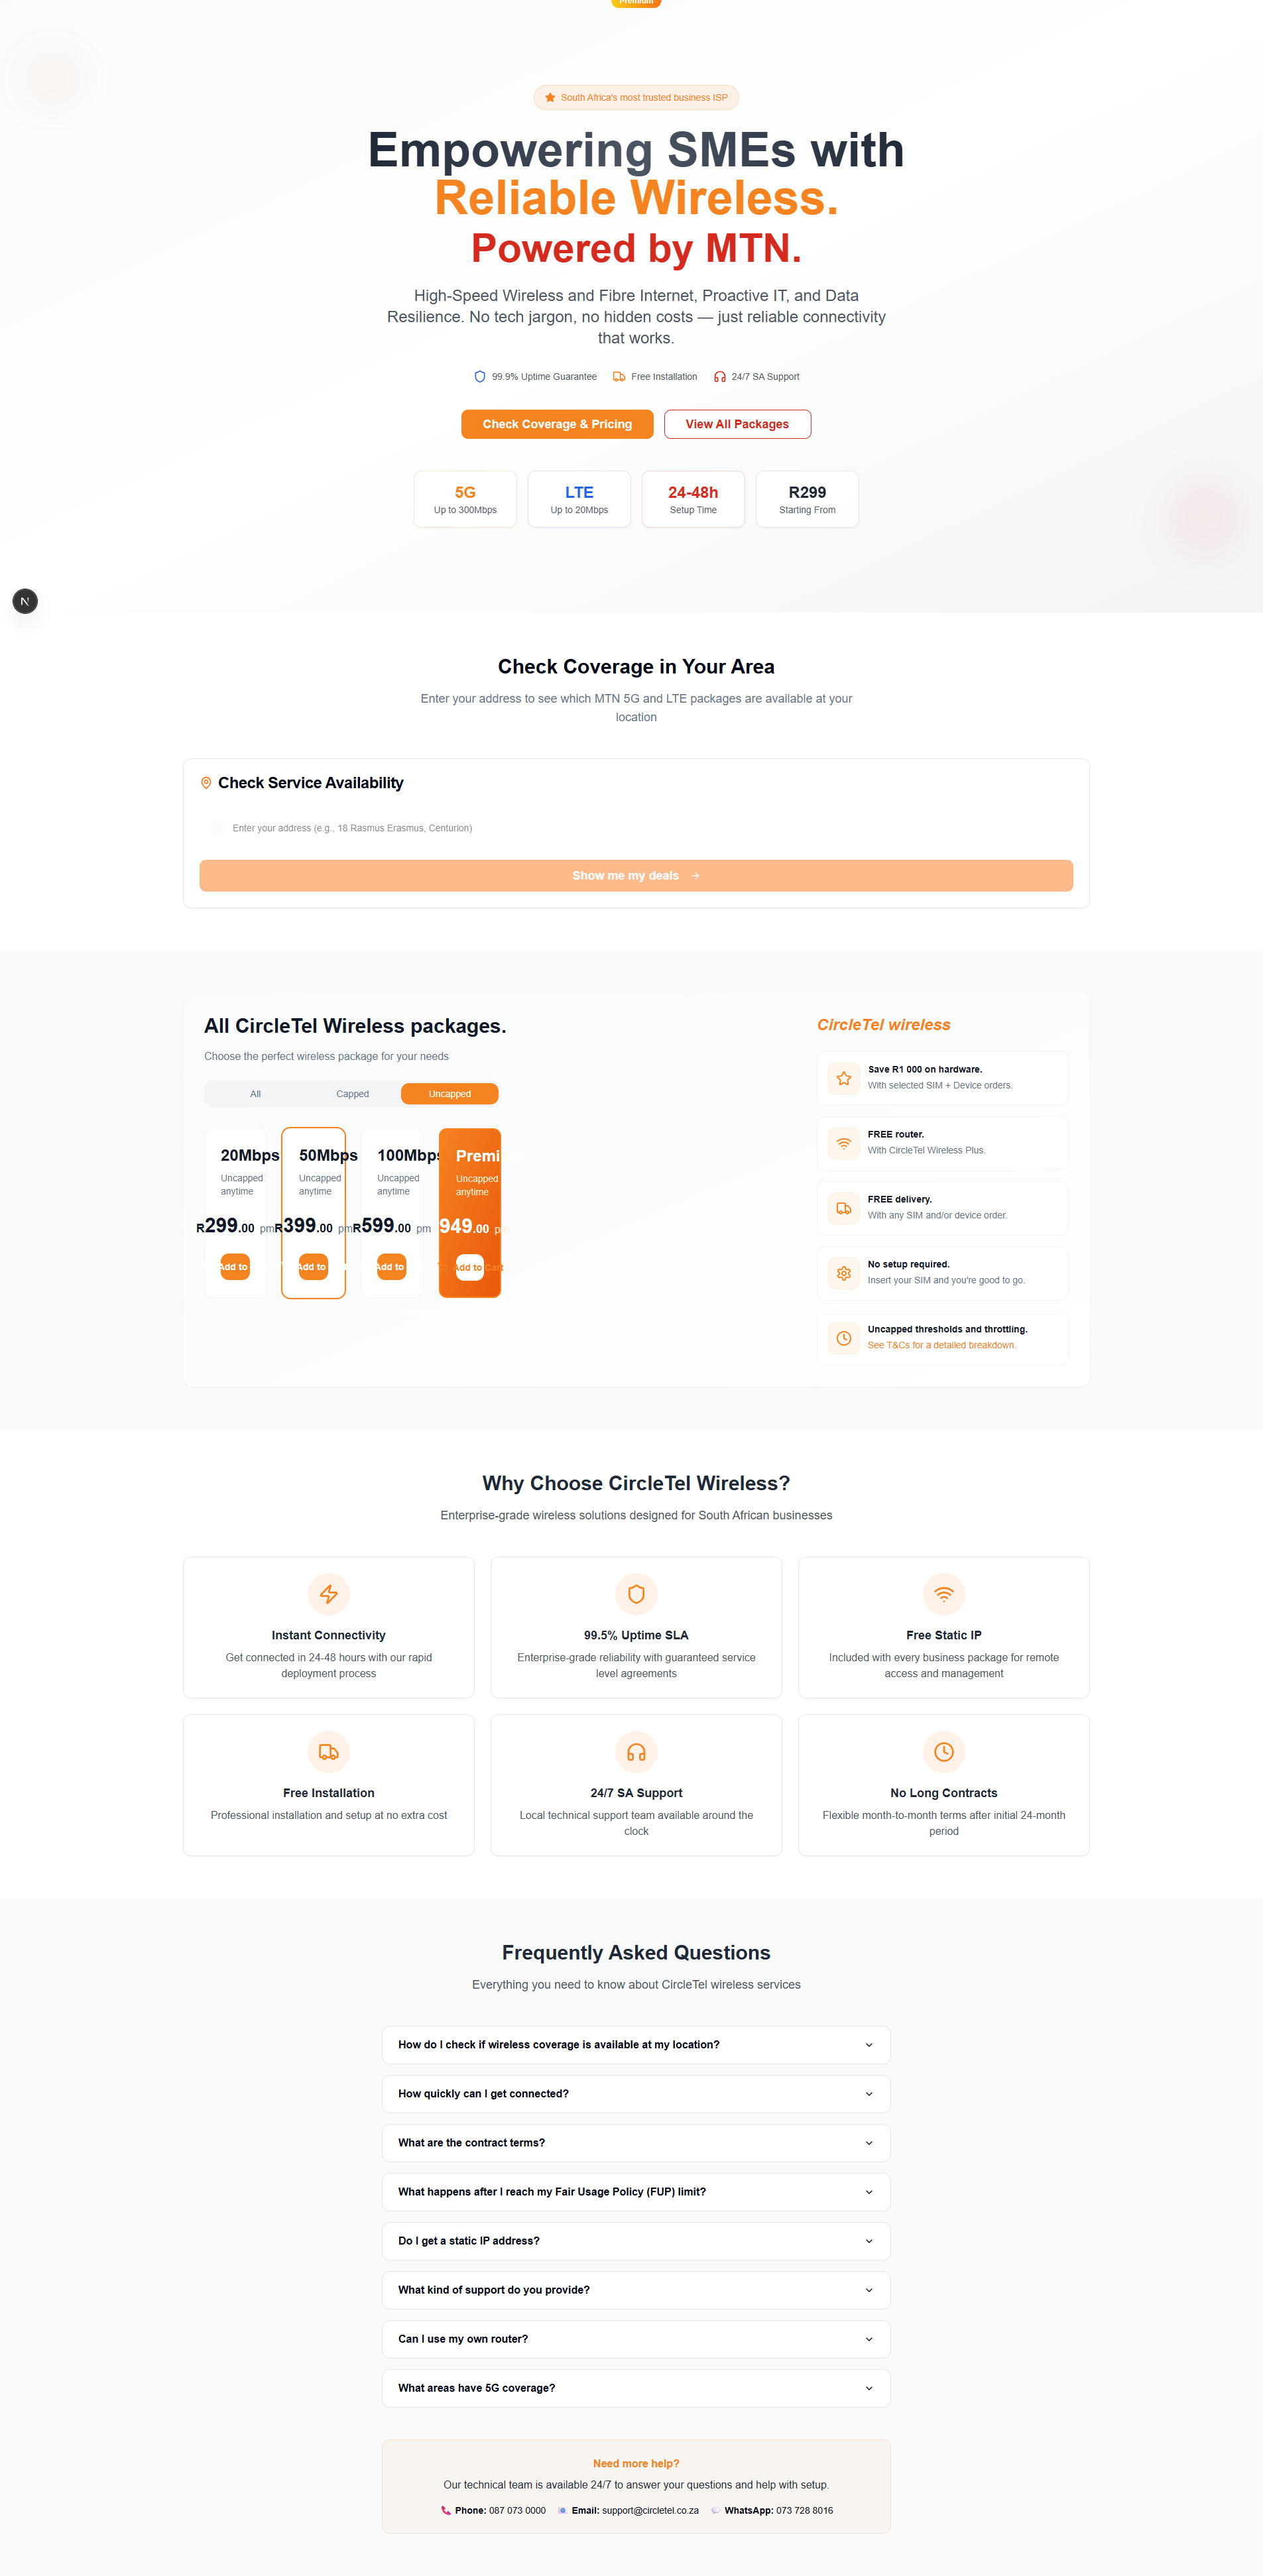 Premium
South Africa's most trusted business ISP
Empowering SMEs with
Reliable Wireless.
Powered by MTN.
High-Speed Wireless and Fibre Internet, Proactive IT, and Data
Resilience. No tech jargon, no hidden costs — just reliable connectivity
that works.
99.9% Uptime Guarantee Free Installation 24/7 SA Support
Check Coverage & Pricing View All Packages
5G LTE 24-48h R299
Up to 300Mbps Up to 20Mbps Setup Time Starting From
N
Check Coverage in Your Area
Enter your address to see which MTN 5G and LTE packages are available at your
location
Check Service Availability
Enter your address (e.g., 18 Rasmus Erasmus, Centurion)
Show me my deals
All CircleTel Wireless packages.
Choose the perfect wireless package for your needs
All Capped Uncapped
20Mbps 50Mbps 100Mbps Premi
Uncapped Uncapped Uncapped Uncapped
anytime anytime anytime anytime
R299.00 pm R399.00 pm R599.00 pm 949.00 pm
Add to Add to Add to Add to Cart
CircleTel wireless
Save R1 000 on hardware.
With selected SIM + Device orders.
FREE router.
With CircleTel Wireless Plus.
FREE delivery.
With any SIM and/or device order.
No setup required.
Insert your SIM and you're good to go.
Uncapped thresholds and throttling.
See T&Cs for a detailed breakdown.
Why Choose CircleTel Wireless?
Enterprise-grade wireless solutions designed for South African businesses
Instant Connectivity
Get connected in 24-48 hours with our rapid
deployment process
99.5% Uptime SLA
Enterprise-grade reliability with guaranteed service
level agreements
Free Static IP
Included with every business package for remote
access and management
Free Installation
Professional installation and setup at no extra cost
24/7 SA Support
Local technical support team available around the
clock
No Long Contracts
Flexible month-to-month terms after initial 24-month
period
Frequently Asked Questions
Everything you need to know about CircleTel wireless services
How do I check if wireless coverage is available at my location?
How quickly can I get connected?
What are the contract terms?
What happens after I reach my Fair Usage Policy (FUP) limit?
Do I get a static IP address?
What kind of support do you provide?
Can I use my own router?
What areas have 5G coverage?
Need more help?
Our technical team is available 24/7 to answer your questions and help with setup.
Phone: 087 073 0000 Email: support@circletel.co.za WhatsApp: 073 728 8016